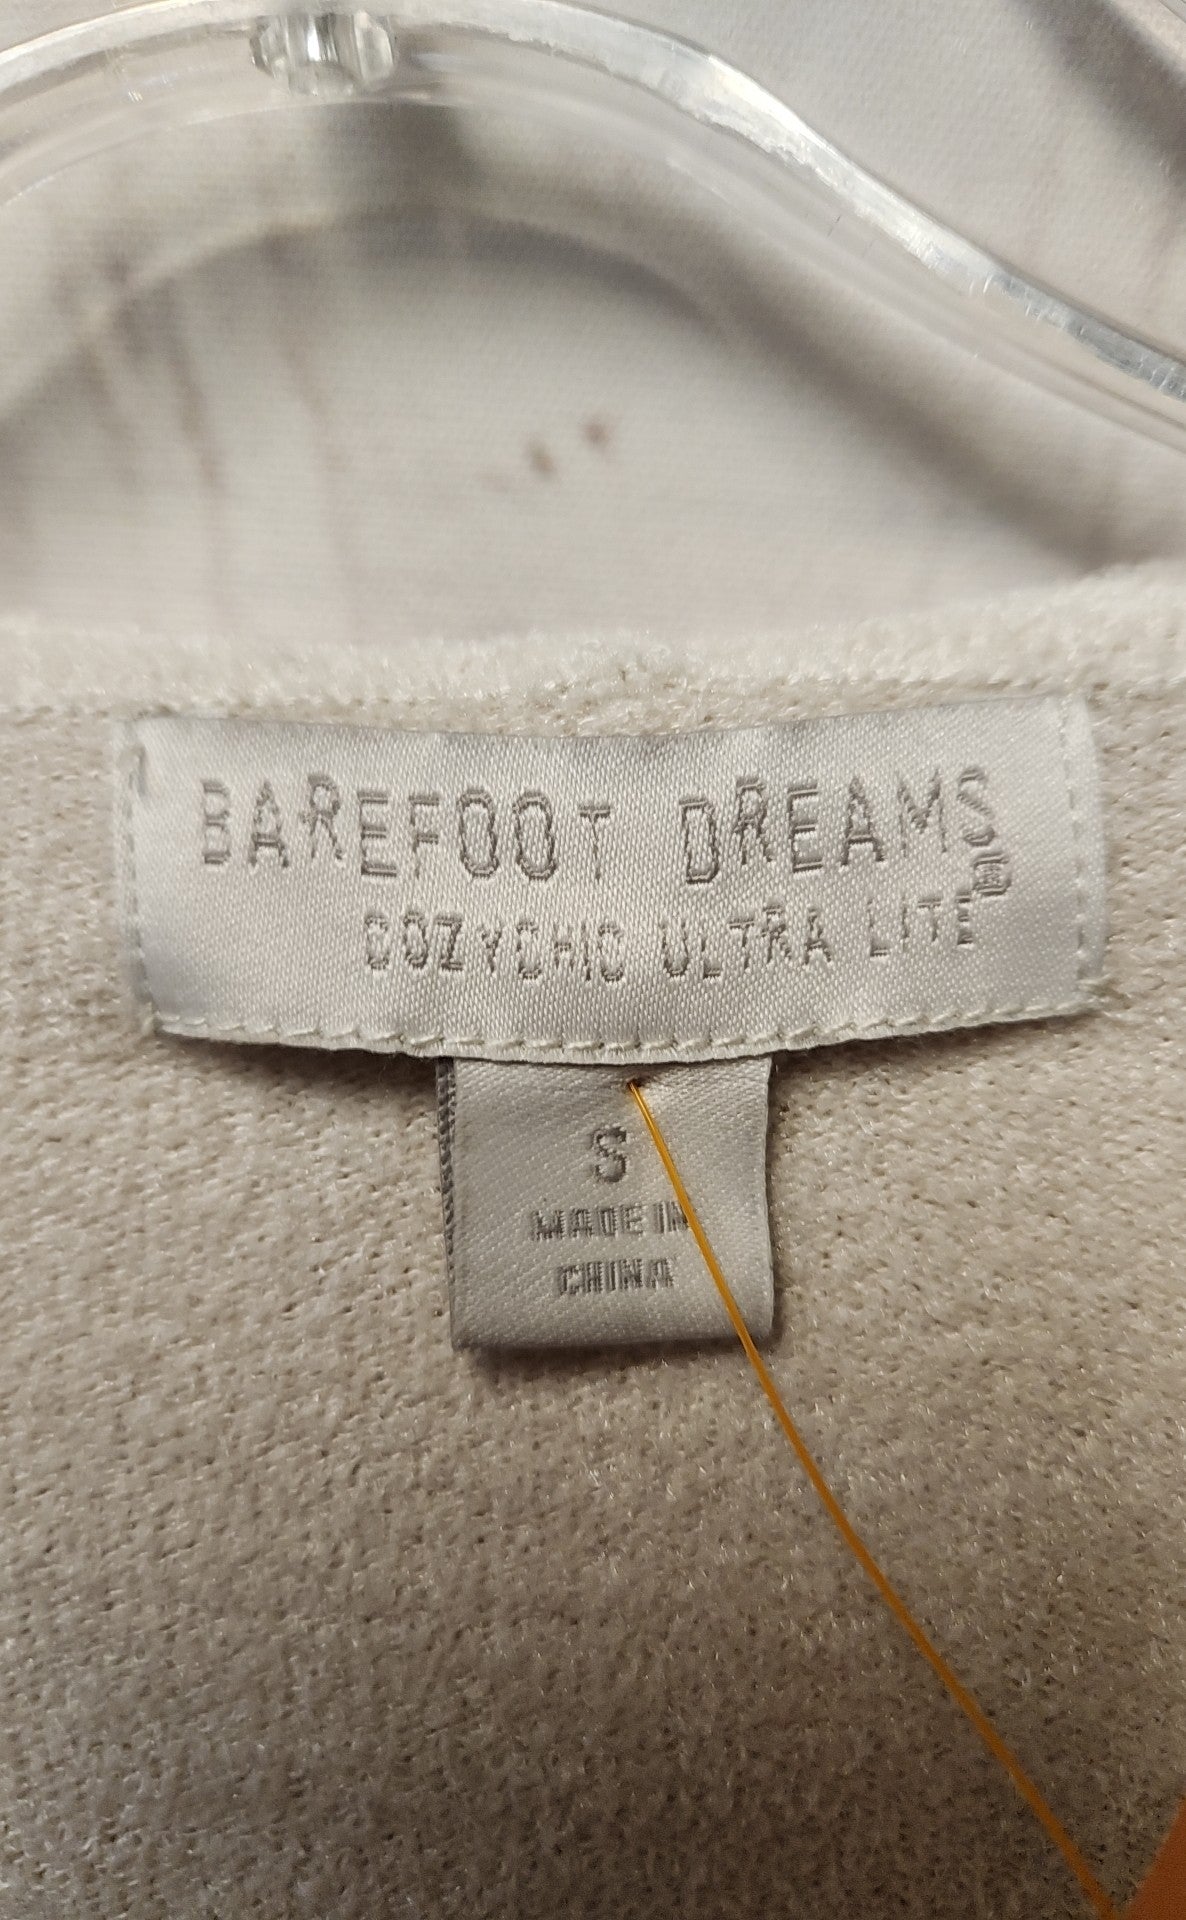 BAREFOOT DREAMS®
COZYCHIC ULTRA LITE
S
MADE IN
CHINA